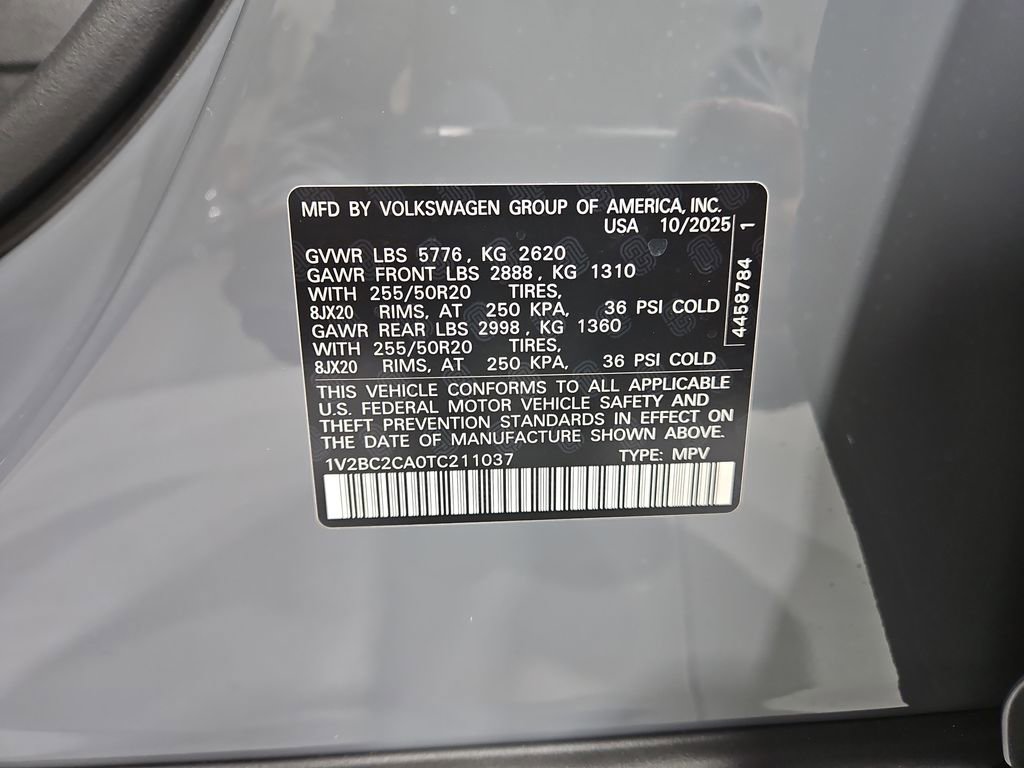 MFD BY VOLKSWAGEN GROUP OF AMERICA, INC.
USA 10/2025
GVWR LBS 5776, KG 2620
GAWR FRONT LBS 2888, KG 1310
WITH 255/50R20 TIRES,
8JX20 RIMS, AT 250 KPA, 36 PSI COLD
GAWR REAR LBS 2998, KG 1360
WITH 255/50R20 TIRES,
8JX20 RIMS, AT 250 KPA, 36 PSI COLD
THIS VEHICLE CONFORMS TO ALL APPLICABLE
U.S. FEDERAL MOTOR VEHICLE SAFETY AND
THEFT PREVENTION STANDARDS IN EFFECT ON
THE DATE OF MANUFACTURE SHOWN ABOVE.
1V2BC2CA0TC211037 TYPE: MPV
4458784 1